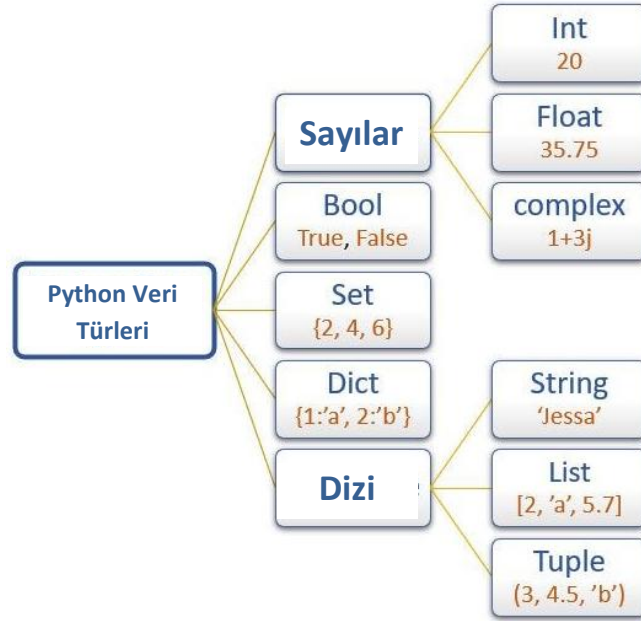 Python Veri
Türleri
Sayılar
Int
20
Float
35.75
complex
1+3j
Bool
True, False
Set
{2, 4, 6}
Dict
{1:’a’, 2:’b’}
Dizi
String
‘Jessa’
List
[2, ’a’, 5.7]
Tuple
(3, 4.5, ’b’)